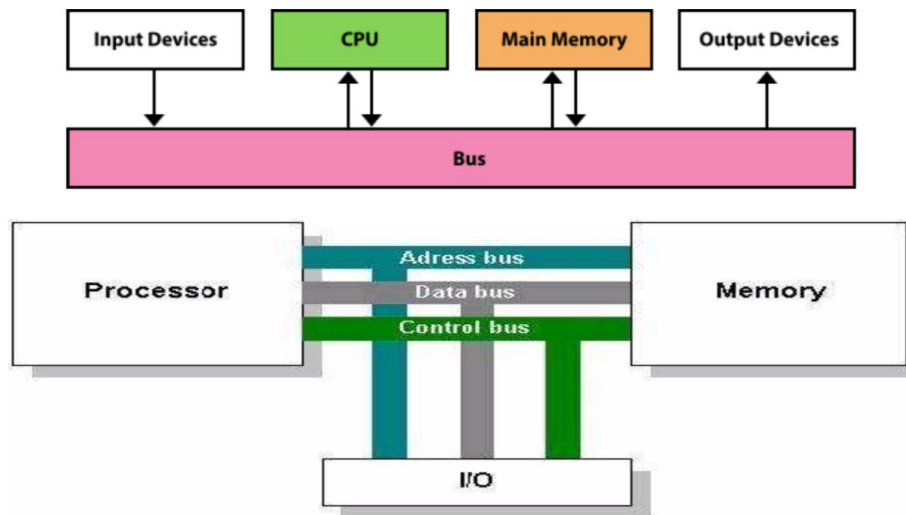 Input Devices
CPU
Main Memory
Output Devices
Bus
Adress bus
Processor
Data bus
Memory
Control bus
I/O